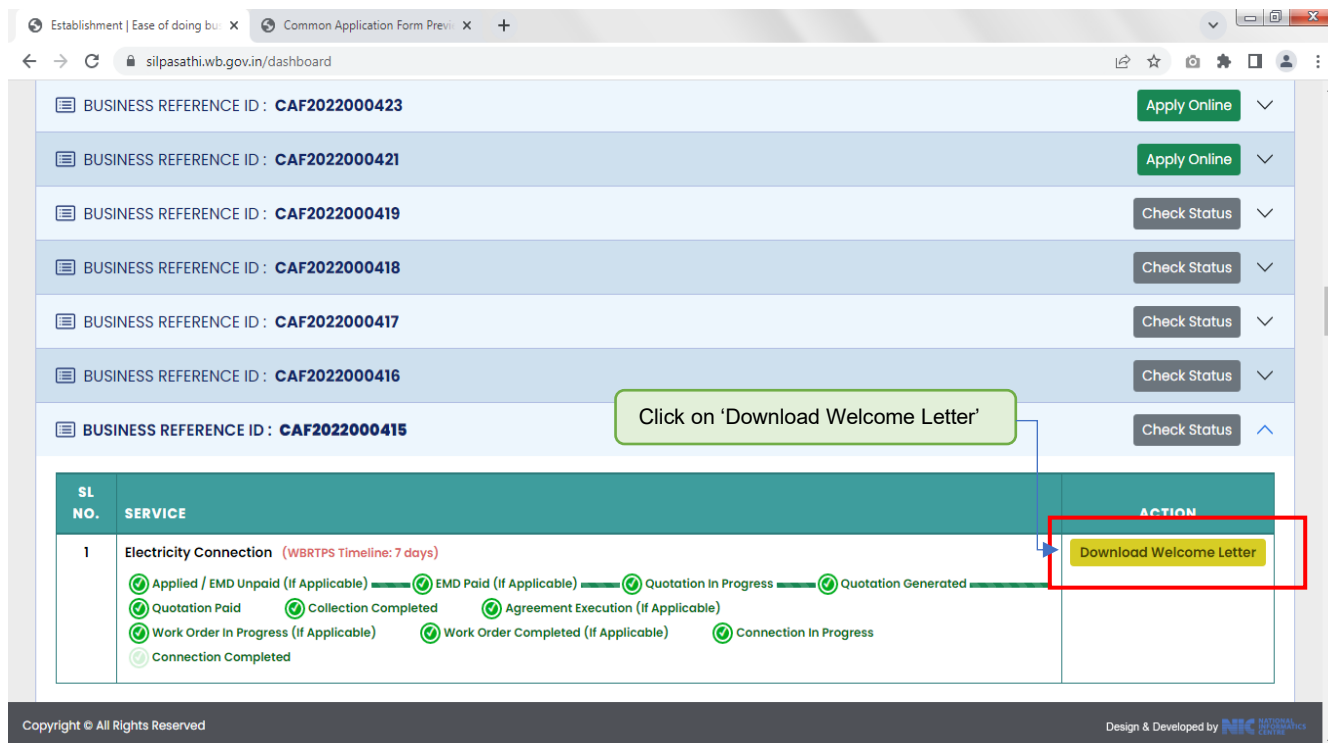 Establishment | Ease of doing bus
Common Application Form Previ
silpasathi.wb.gov.in/dashboard
BUSINESS REFERENCE ID : CAF2022000423 Apply Online
BUSINESS REFERENCE ID : CAF2022000421 Apply Online
BUSINESS REFERENCE ID : CAF2022000419 Check Status
BUSINESS REFERENCE ID : CAF2022000418 Check Status
BUSINESS REFERENCE ID : CAF2022000417 Check Status
BUSINESS REFERENCE ID : CAF2022000416 Check Status
Click on ‘Download Welcome Letter’
BUSINESS REFERENCE ID : CAF2022000415 Check Status
SL NO. SERVICE ACTION
1 Electricity Connection (WBRTPS Timeline: 7 days) Download Welcome Letter
Applied / EMD Unpaid (If Applicable) EMD Paid (If Applicable) Quotation In Progress Quotation Generated
Quotation Paid Collection Completed Agreement Execution (If Applicable)
Work Order In Progress (If Applicable) Work Order Completed (If Applicable) Connection In Progress
Connection Completed
Copyright © All Rights Reserved Design & Developed by NIC NATIONAL INFORMATICS CENTRE